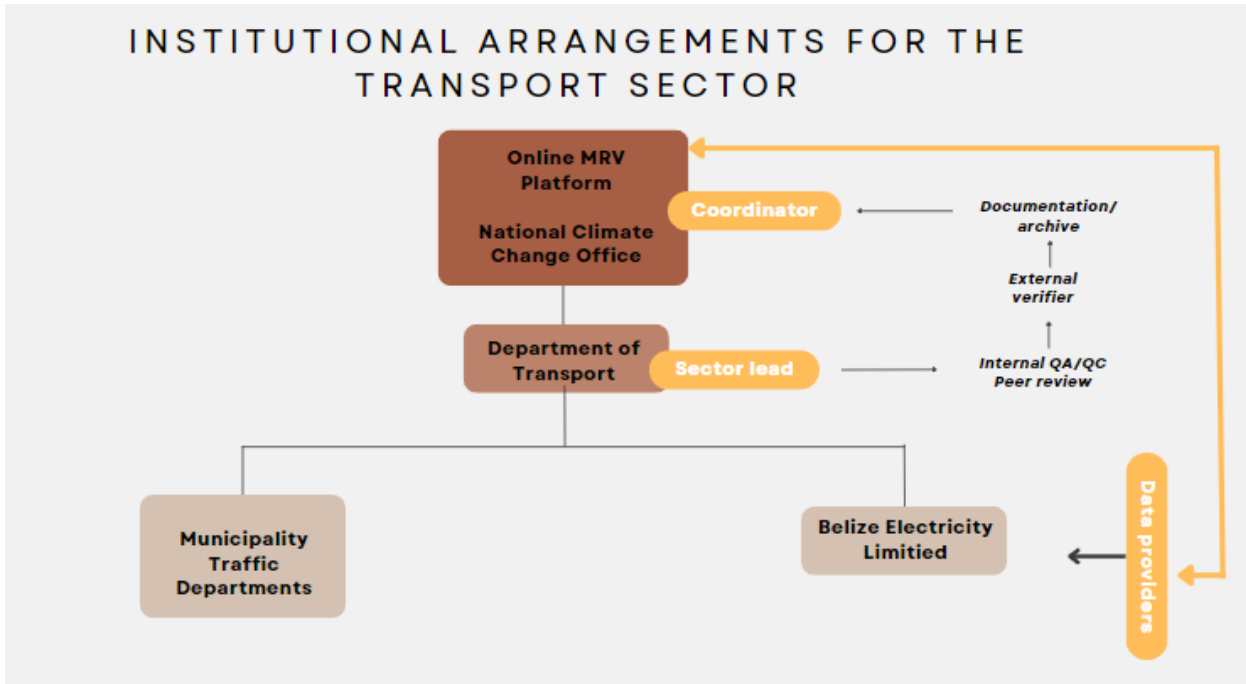 INSTITUTIONAL ARRANGEMENTS FOR THE
TRANSPORT SECTOR
Online MRV
Platform
National Climate
Change Office
Coordinator
Documentation/
archive
External
verifier
Internal QA/QC
Peer review
Department of
Transport
Sector lead
Municipality
Traffic
Departments
Belize Electricity
Limitied
Data providers